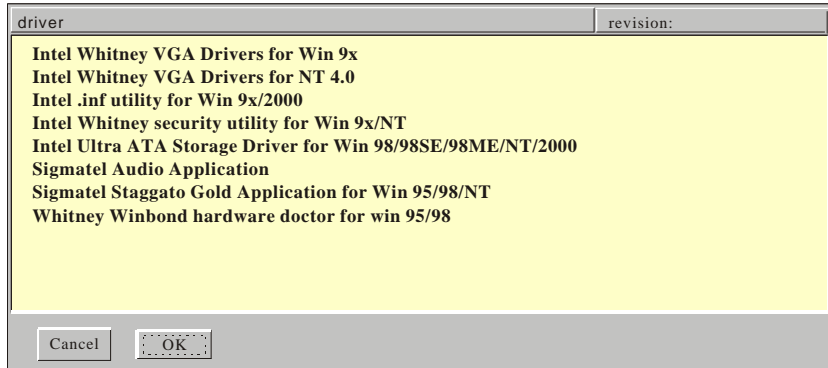 driver revision:
Intel Whitney VGA Drivers for Win 9x
Intel Whitney VGA Drivers for NT 4.0
Intel .inf utility for Win 9x/2000
Intel Whitney security utility for Win 9x/NT
Intel Ultra ATA Storage Driver for Win 98/98SE/98ME/NT/2000
Sigmatel Audio Application
Sigmatel Staggato Gold Application for Win 95/98/NT
Whitney Winbond hardware doctor for win 95/98
Cancel OK